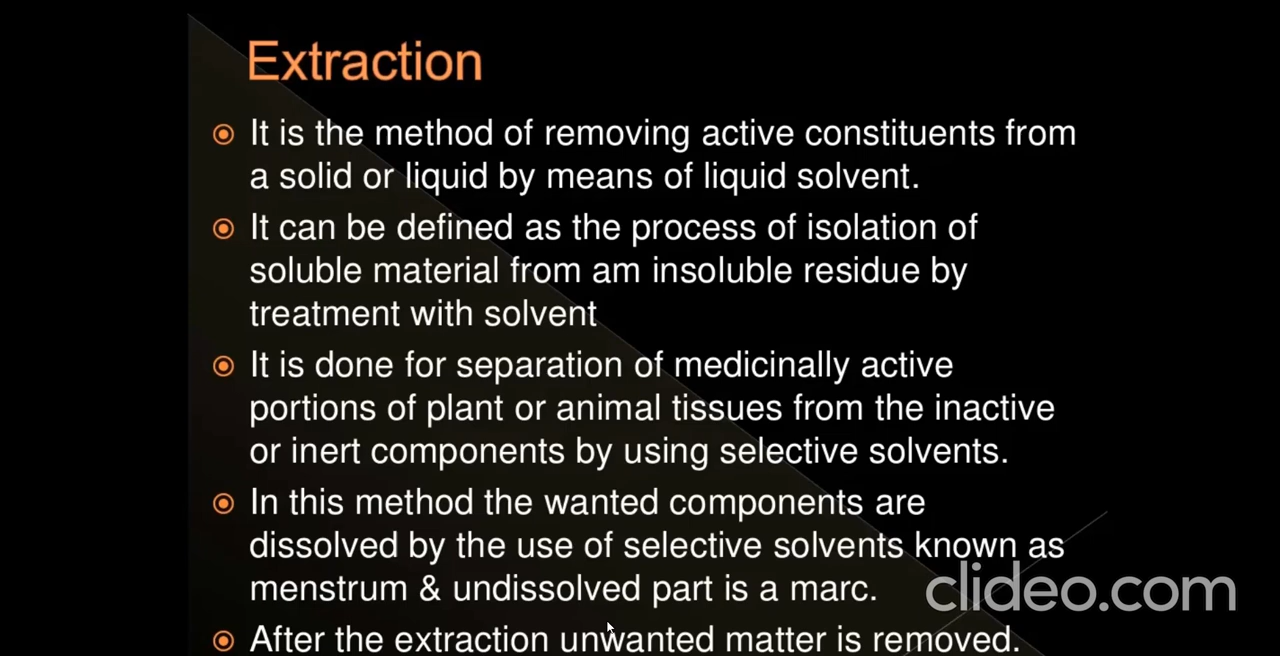 Extraction
It is the method of removing active constituents from
a solid or liquid by means of liquid solvent.
It can be defined as the process of isolation of
soluble material from am insoluble residue by
treatment with solvent
It is done for separation of medicinally active
portions of plant or animal tissues from the inactive
or inert components by using selective solvents.
In this method the wanted components are
dissolved by the use of selective solvents known as
menstrum & undissolved part is a marc.
clideo.com
After the extraction unwanted matter is removed.